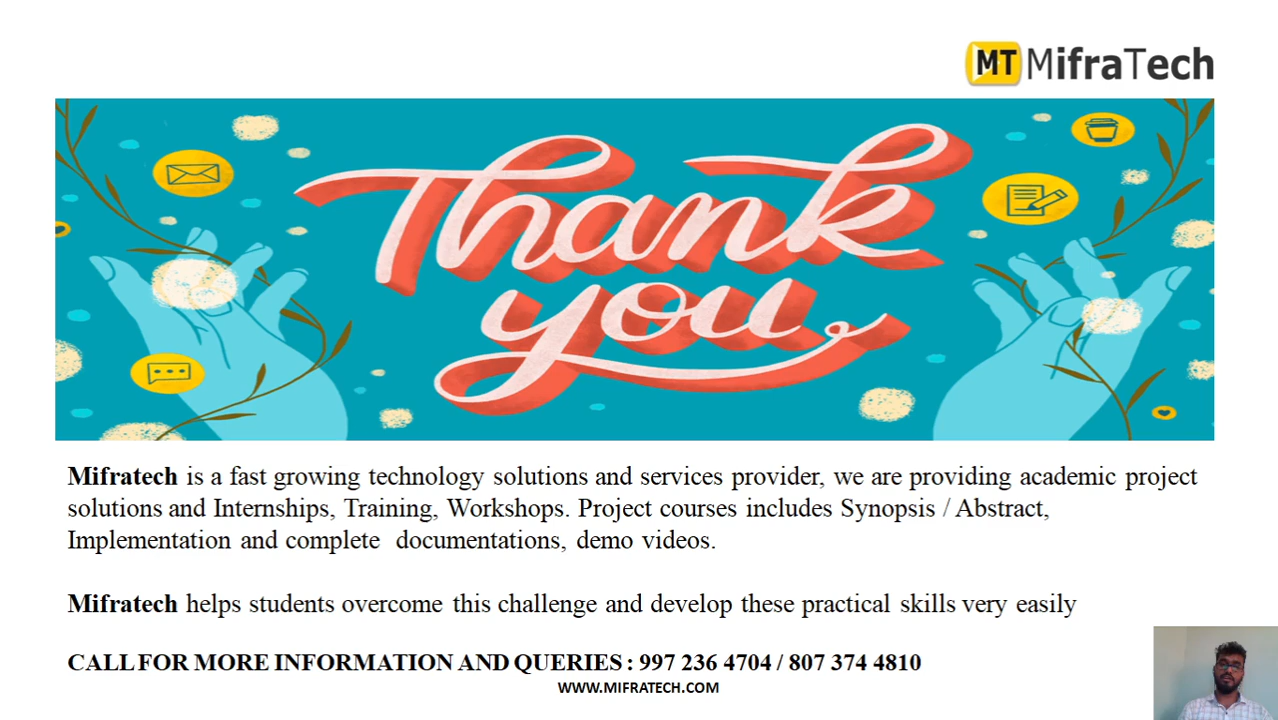 MT MifraTech
Thank
you
Mifratech is a fast growing technology solutions and services provider, we are providing academic project
solutions and Internships, Training, Workshops. Project courses includes Synopsis / Abstract,
Implementation and complete documentations, demo videos.
Mifratech helps students overcome this challenge and develop these practical skills very easily
CALL FOR MORE INFORMATION AND QUERIES : 997 236 4704 / 807 374 4810
WWW.MIFRATECH.COM